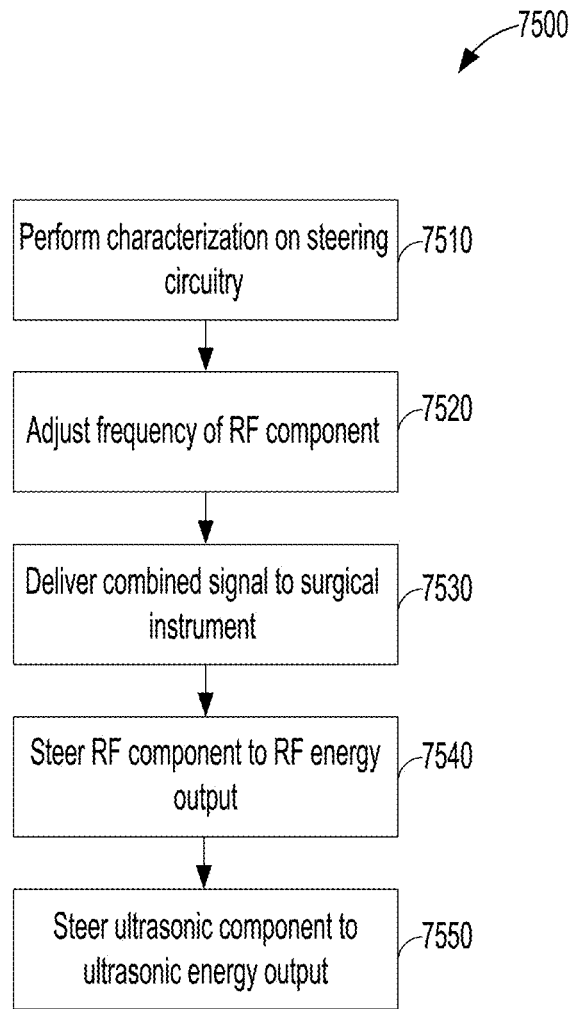 7500
Perform characterization on steering
circuitry
7510
Adjust frequency of RF component
7520
Deliver combined signal to surgical
instrument
7530
Steer RF component to RF energy
output
7540
Steer ultrasonic component to
ultrasonic energy output
7550